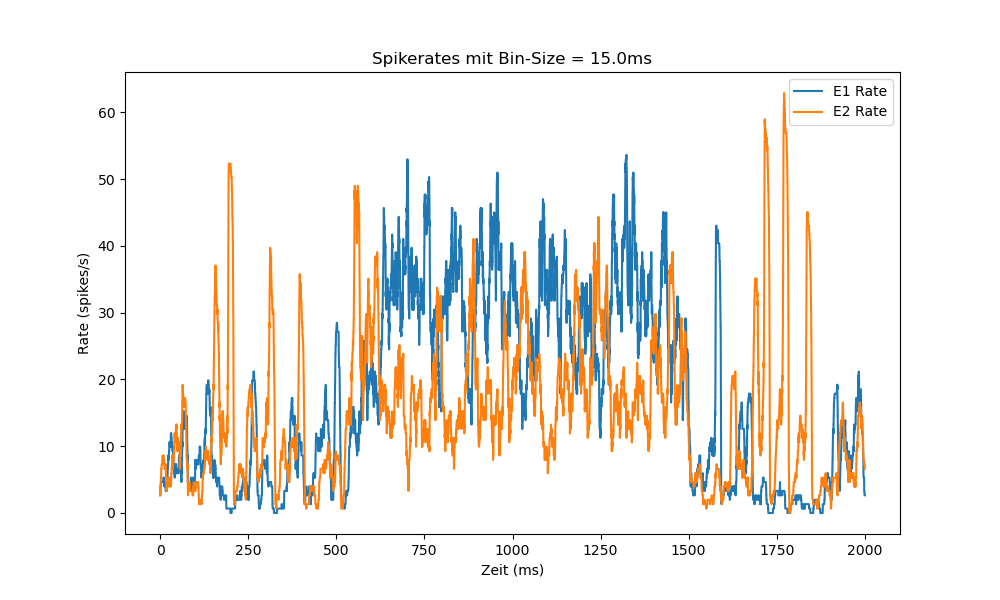 Spikerates mit Bin-Size = 15.0ms
E1 Rate
E2 Rate
Rate (spikes/s)
60
50
40
30
20
10
0
0 250 500 750 1000 1250 1500 1750 2000
Zeit (ms)